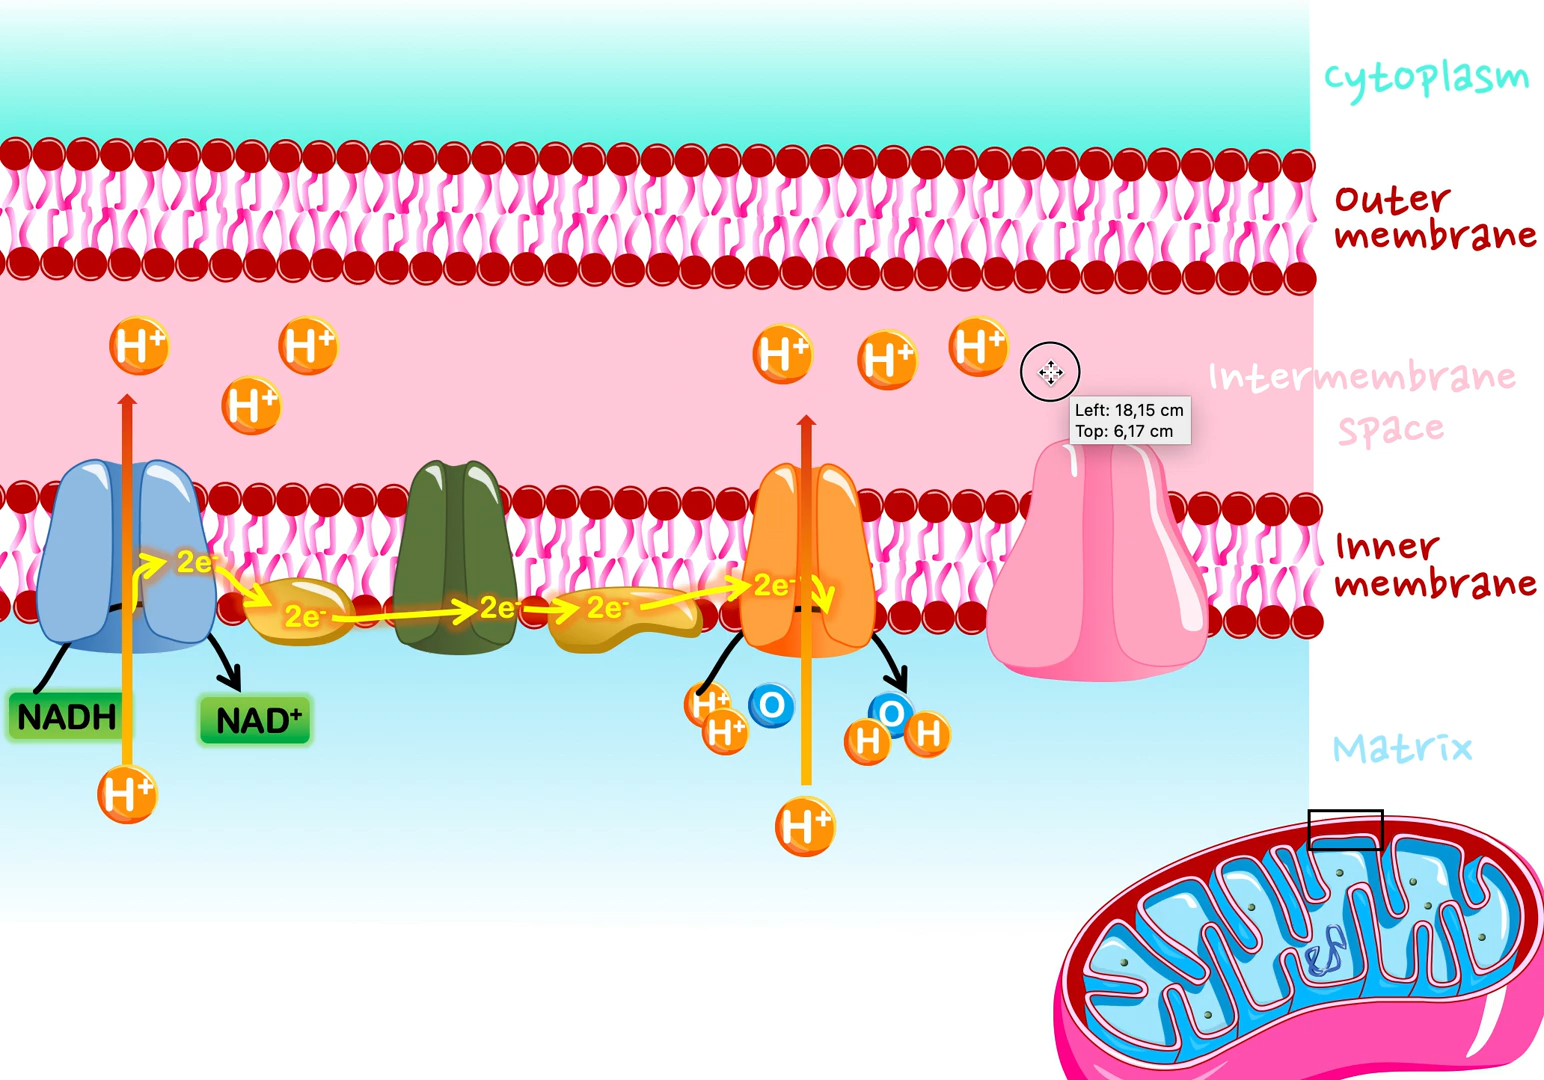 Cytoplasm
Outer
membrane
H+
H+
H+
H+
H+
H+
Intermembrane
space
Left: 18,15 cm
Top: 6,17 cm
Inner
membrane
2e-
2e-
2e-
2e-
2e-
NADH
NAD+
H+
H+
O
O
H
H
Matrix
H+
H+